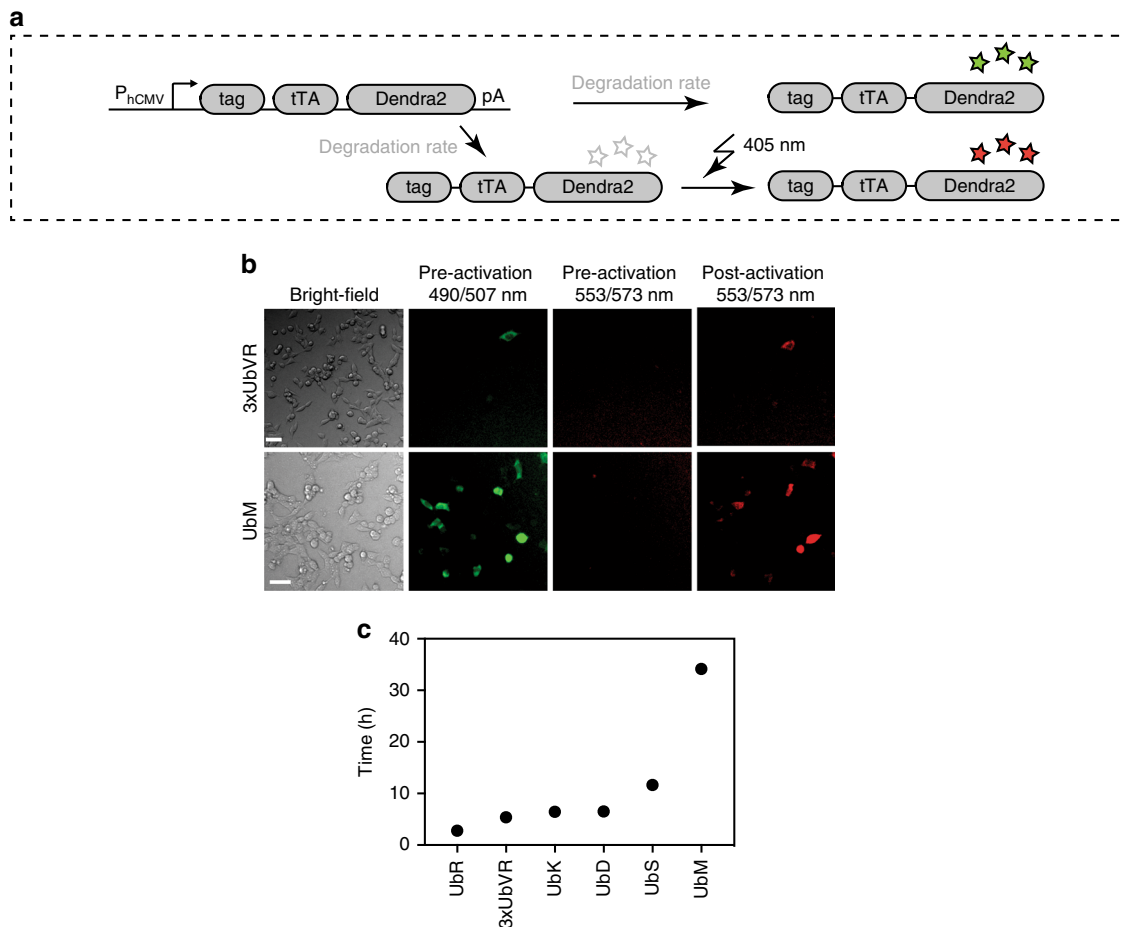 a
P_hCMV tag tTA Dendra2 pA
Degradation rate
tag tTA Dendra2
Degradation rate
405 nm
tag tTA Dendra2
tag tTA Dendra2
b
Bright-field
Pre-activation
490/507 nm
Pre-activation
553/573 nm
Post-activation
553/573 nm
3xUbVR
UbM
c
Time (h)
40
30
20
10
0
UbR
3xUbVR
UbK
UbD
UbS
UbM